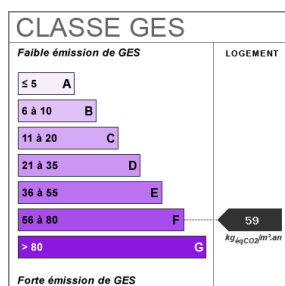 CLASSE GES
Faible émission de GES
LOGEMENT
≤ 5 A
6 à 10 B
11 à 20 C
21 à 35 D
36 à 55 E
56 à 80 F
59
kgéqCO2/m².an
> 80 G
Forte émission de GES